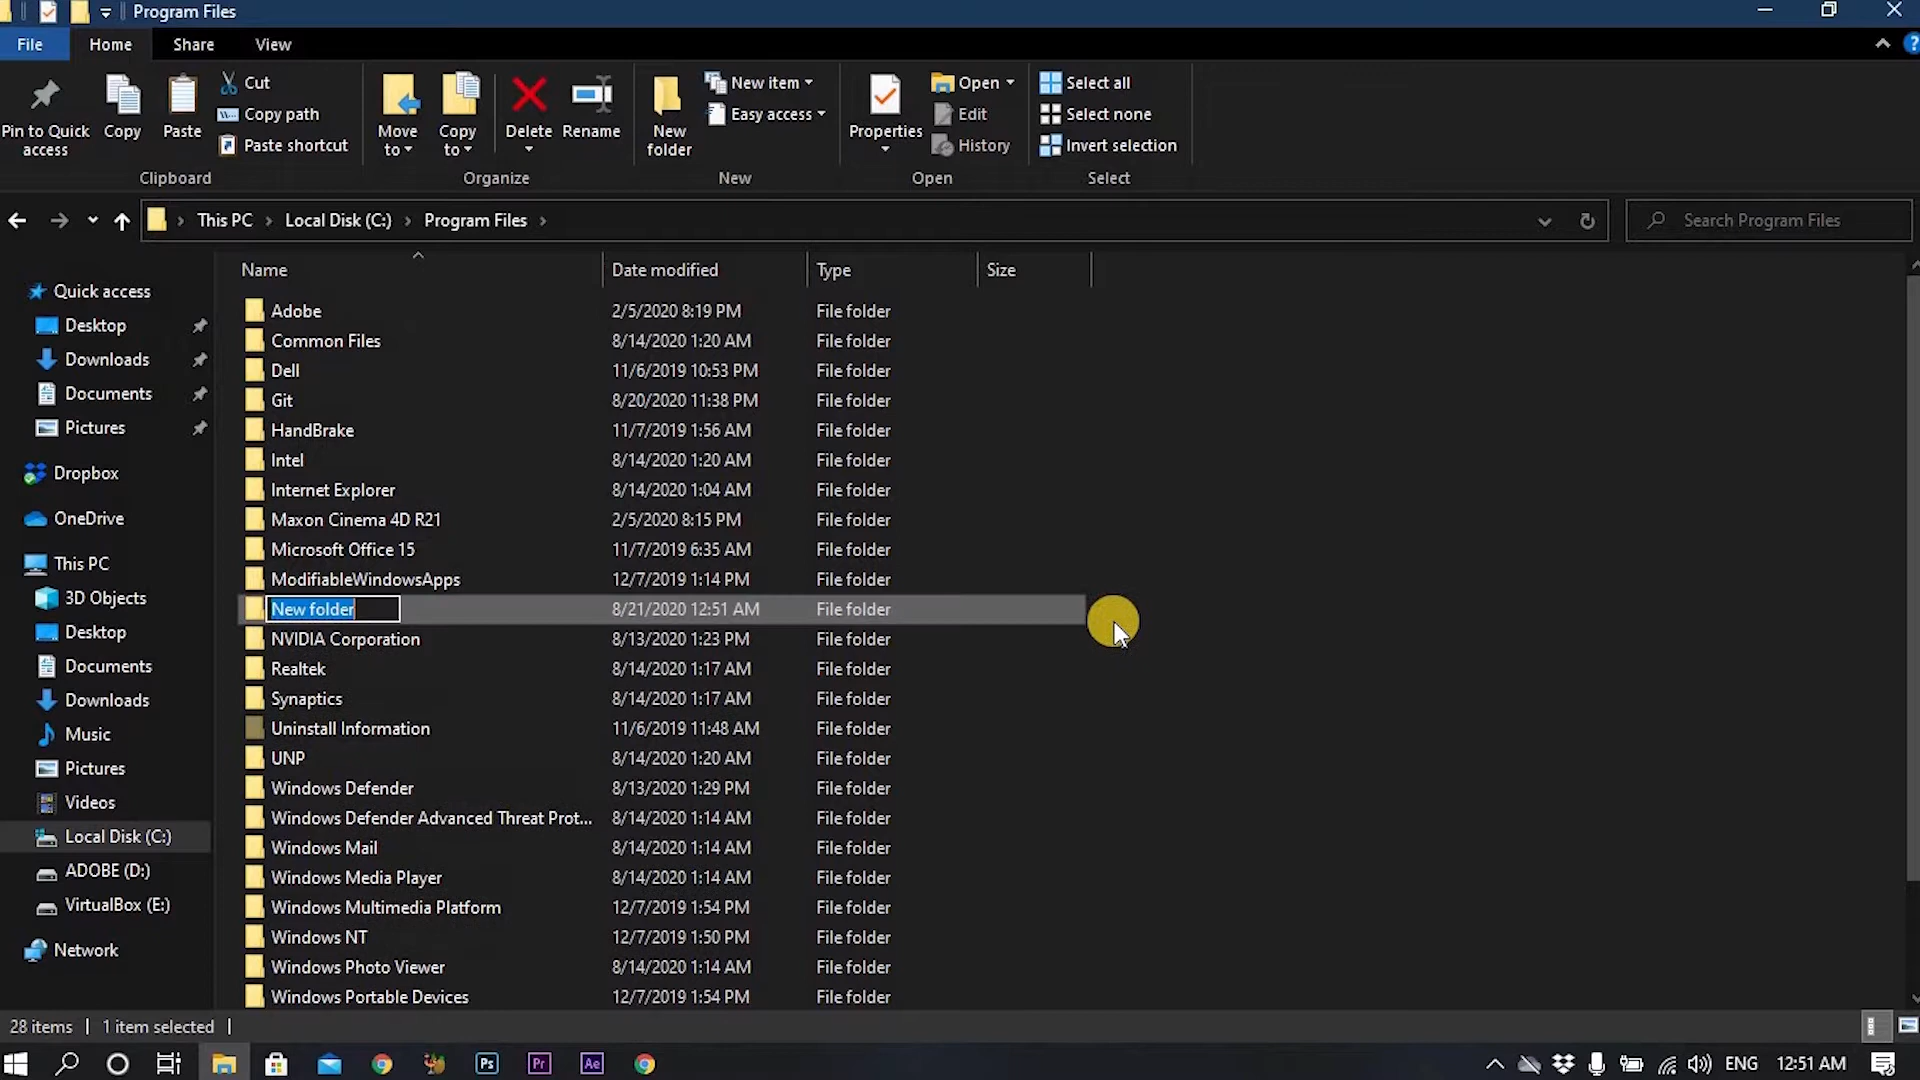 Program Files
File Home Share View
Pin to Quick access
Copy
Paste
Cut
Copy path
Paste shortcut
Clipboard
Move to
Copy to
Delete
Rename
Organize
New folder
New item
Easy access
New
Properties
Open
Edit
History
Open
Select all
Select none
Invert selection
Select
This PC > Local Disk (C:) > Program Files >
Search Program Files
Quick access
Desktop
Downloads
Documents
Pictures
Dropbox
OneDrive
This PC
3D Objects
Desktop
Documents
Downloads
Music
Pictures
Videos
Local Disk (C:)
ADOBE (D:)
VirtualBox (E:)
Network
Name Date modified Type Size
Adobe 2/5/2020 8:19 PM File folder
Common Files 8/14/2020 1:20 AM File folder
Dell 11/6/2019 10:53 PM File folder
Git 8/20/2020 11:38 PM File folder
HandBrake 11/7/2019 1:56 AM File folder
Intel 8/14/2020 1:20 AM File folder
Internet Explorer 8/14/2020 1:04 AM File folder
Maxon Cinema 4D R21 2/5/2020 8:15 PM File folder
Microsoft Office 15 11/7/2019 6:35 AM File folder
ModifiableWindowsApps 12/7/2019 1:14 PM File folder
New folder 8/21/2020 12:51 AM File folder
NVIDIA Corporation 8/13/2020 1:23 PM File folder
Realtek 8/14/2020 1:17 AM File folder
Synaptics 8/14/2020 1:17 AM File folder
Uninstall Information 11/6/2019 11:48 AM File folder
UNP 8/14/2020 1:20 AM File folder
Windows Defender 8/13/2020 1:29 PM File folder
Windows Defender Advanced Threat Prot... 8/14/2020 1:14 AM File folder
Windows Mail 8/14/2020 1:14 AM File folder
Windows Media Player 8/14/2020 1:14 AM File folder
Windows Multimedia Platform 12/7/2019 1:54 PM File folder
Windows NT 12/7/2019 1:50 PM File folder
Windows Photo Viewer 8/14/2020 1:14 AM File folder
Windows Portable Devices 12/7/2019 1:54 PM File folder
28 items 1 item selected
Ps Pr Ae ENG 12:51 AM